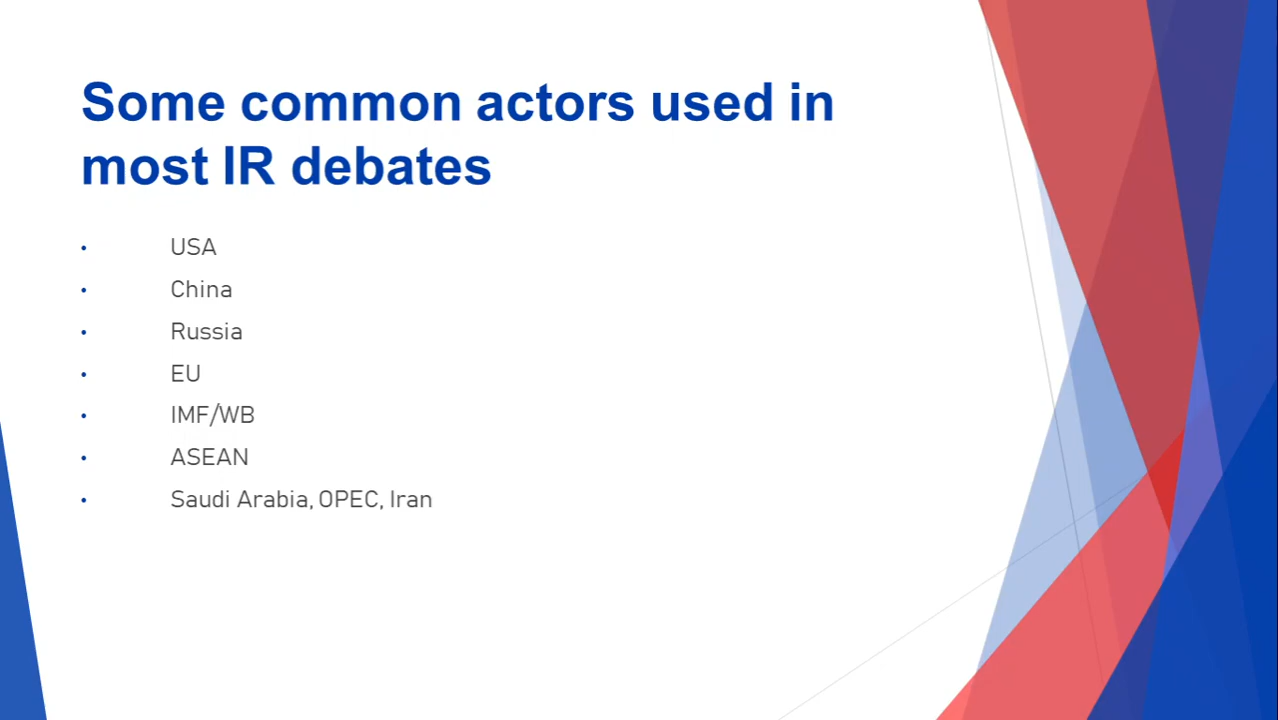 Some common actors used in
most IR debates
• USA
• China
• Russia
• EU
• IMF/WB
• ASEAN
• Saudi Arabia, OPEC, Iran